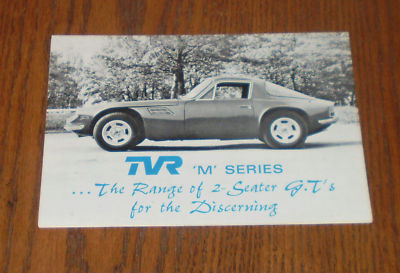 TVR 'M' SERIES
...The Range of 2-Seater G.T's
for the Discerning